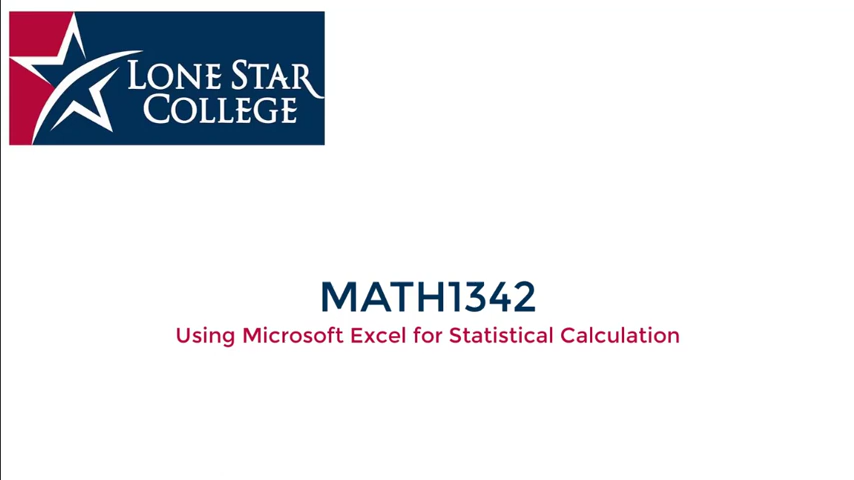 LONE STAR
COLLEGE
MATH1342
Using Microsoft Excel for Statistical Calculation